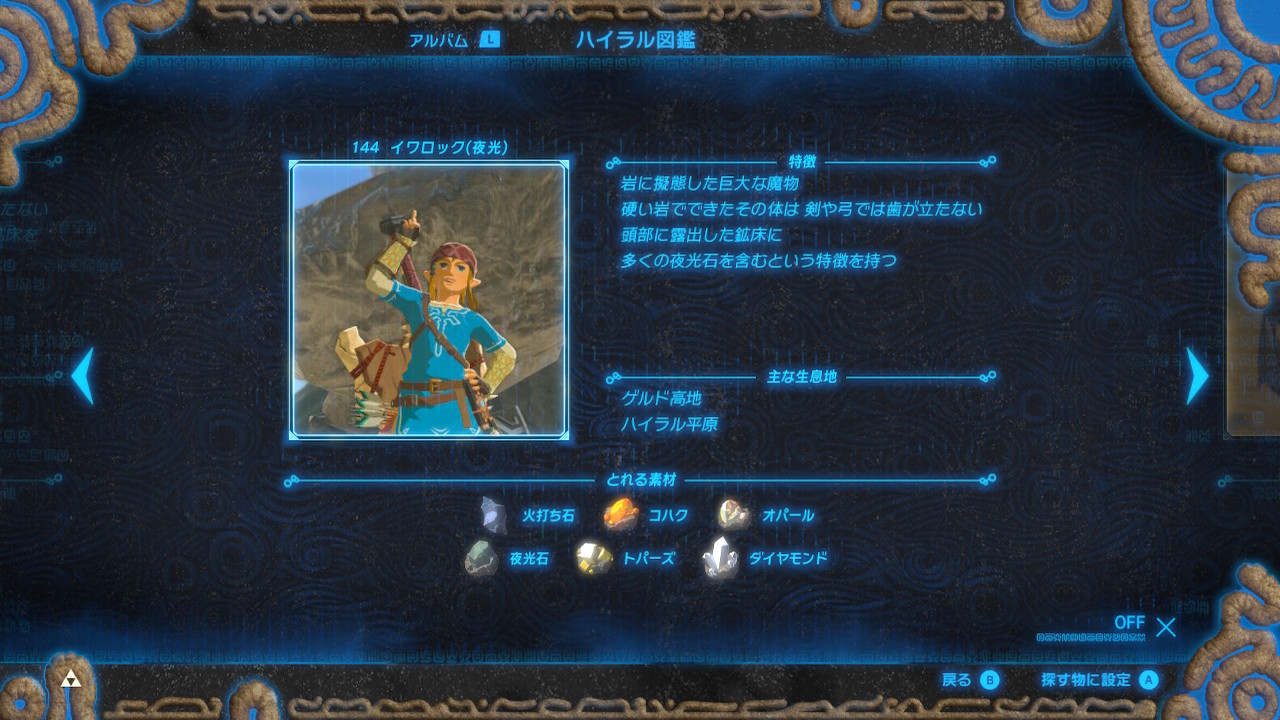 アルバム L
ハイラル図鑑
144 イワロック(夜光)
特徴
岩に擬態した巨大な魔物
硬い岩でできたその体は 剣や弓では歯が立たない
頭部に露出した鉱床に
多くの夜光石を含むという特徴を持つ
主な生息地
ゲルド高地
ハイラル平原
とれる素材
火打ち石 コハク オパール
夜光石 トパーズ ダイヤモンド
OFF
戻る B 探す物に設定 A